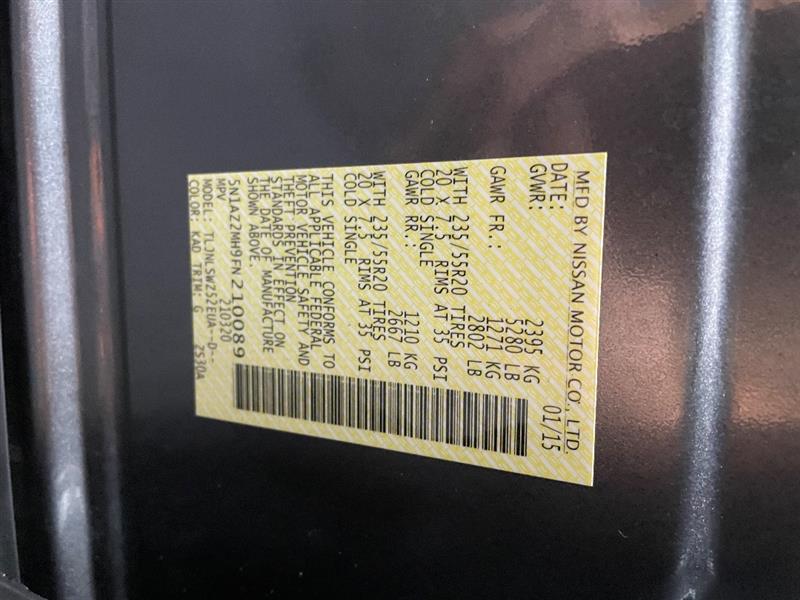 MFD BY NISSAN MOTOR CO., LTD.
DATE: 01/15
GVWR: 2395 KG
5280 LB
GAWR FR.: 1271 KG
2802 LB
WITH 235/55R20 TIRES
20 X 7.5 RIMS AT 35 PSI
COLD SINGLE
GAWR RR.: 1210 KG
2667 LB
WITH 235/55R20 TIRES
20 X 7.5 RIMS AT 35 PSI
COLD SINGLE
THIS VEHICLE CONFORMS TO
ALL APPLICABLE FEDERAL
MOTOR VEHICLE SAFETY AND
THEFT PREVENTION
STANDARDS IN EFFECT ON
THE DATE OF MANUFACTURE
SHOWN ABOVE.
5N1AZ2MH9FN210089
MPV 210320
MODEL: TLJNLSWZ52EUA--D--
COLOR: KAD TRIM: G 2530A